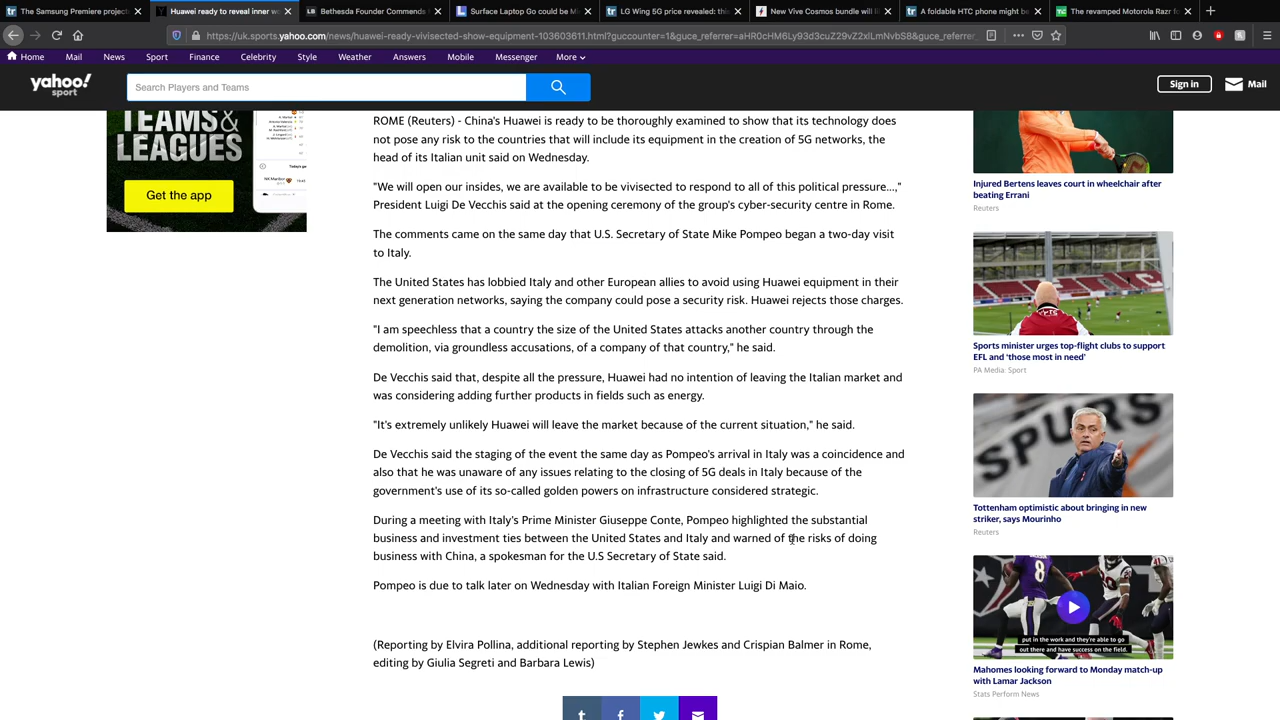 The Samsung Premiere project
Huawei ready to reveal inner wo
Bethesda Founder Commends
Surface Laptop Go could be Mi
LG Wing 5G price revealed: this
New Vive Cosmos bundle will l
A foldable HTC phone might b
The revamped Motorola Razr fo
https://uk.sports.yahoo.com/news/huawei-ready-vivisected-show-equipment-103603611.html?guccounter=1&guce_referrer=aHR0cHM6Ly93d3cuZ29vZ2xlLmNvbS8&guce_referrer_
Home Mail News Sport Finance Celebrity Style Weather Answers Mobile Messenger More
yahoo!
sport
Search Players and Teams
Sign in
Mail
TEAMS&
LEAGUES
Get the app
ROME (Reuters) - China's Huawei is ready to be thoroughly examined to show that its technology does
not pose any risk to the countries that will include its equipment in the creation of 5G networks, the
head of its Italian unit said on Wednesday.
"We will open our insides, we are available to be vivisected to respond to all of this political pressure...,"
President Luigi De Vecchis said at the opening ceremony of the group's cyber-security centre in Rome.
The comments came on the same day that U.S. Secretary of State Mike Pompeo began a two-day visit
to Italy.
The United States has lobbied Italy and other European allies to avoid using Huawei equipment in their
next generation networks, saying the company could pose a security risk. Huawei rejects those charges.
"I am speechless that a country the size of the United States attacks another country through the
demolition, via groundless accusations, of a company of that country," he said.
De Vecchis said that, despite all the pressure, Huawei had no intention of leaving the Italian market and
was considering adding further products in fields such as energy.
"It's extremely unlikely Huawei will leave the market because of the current situation," he said.
De Vecchis said the staging of the event the same day as Pompeo's arrival in Italy was a coincidence and
also that he was unaware of any issues relating to the closing of 5G deals in Italy because of the
government's use of its so-called golden powers on infrastructure considered strategic.
During a meeting with Italy's Prime Minister Giuseppe Conte, Pompeo highlighted the substantial
business and investment ties between the United States and Italy and warned of the risks of doing
business with China, a spokesman for the U.S Secretary of State said.
Pompeo is due to talk later on Wednesday with Italian Foreign Minister Luigi Di Maio.
(Reporting by Elvira Pollina, additional reporting by Stephen Jewkes and Crispian Balmer in Rome,
editing by Giulia Segreti and Barbara Lewis)
Injured Bertens leaves court in wheelchair after
beating Errani
Reuters
Sports minister urges top-flight clubs to support
EFL and 'those most in need'
PA Media: Sport
SPURS
Tottenham optimistic about bringing in new
striker, says Mourinho
Reuters
8
put in the work and they're able to go
out there and have success on the field.
Mahomes looking forward to Monday match-up
with Lamar Jackson
Stats Perform News